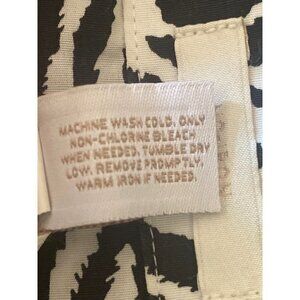 MACHINE WASH COLD. ONLY
NON-CHLORINE BLEACH
WHEN NEEDED. TUMBLE DRY
LOW. REMOVE PROMPTLY.
WARM IRON IF NEEDED.